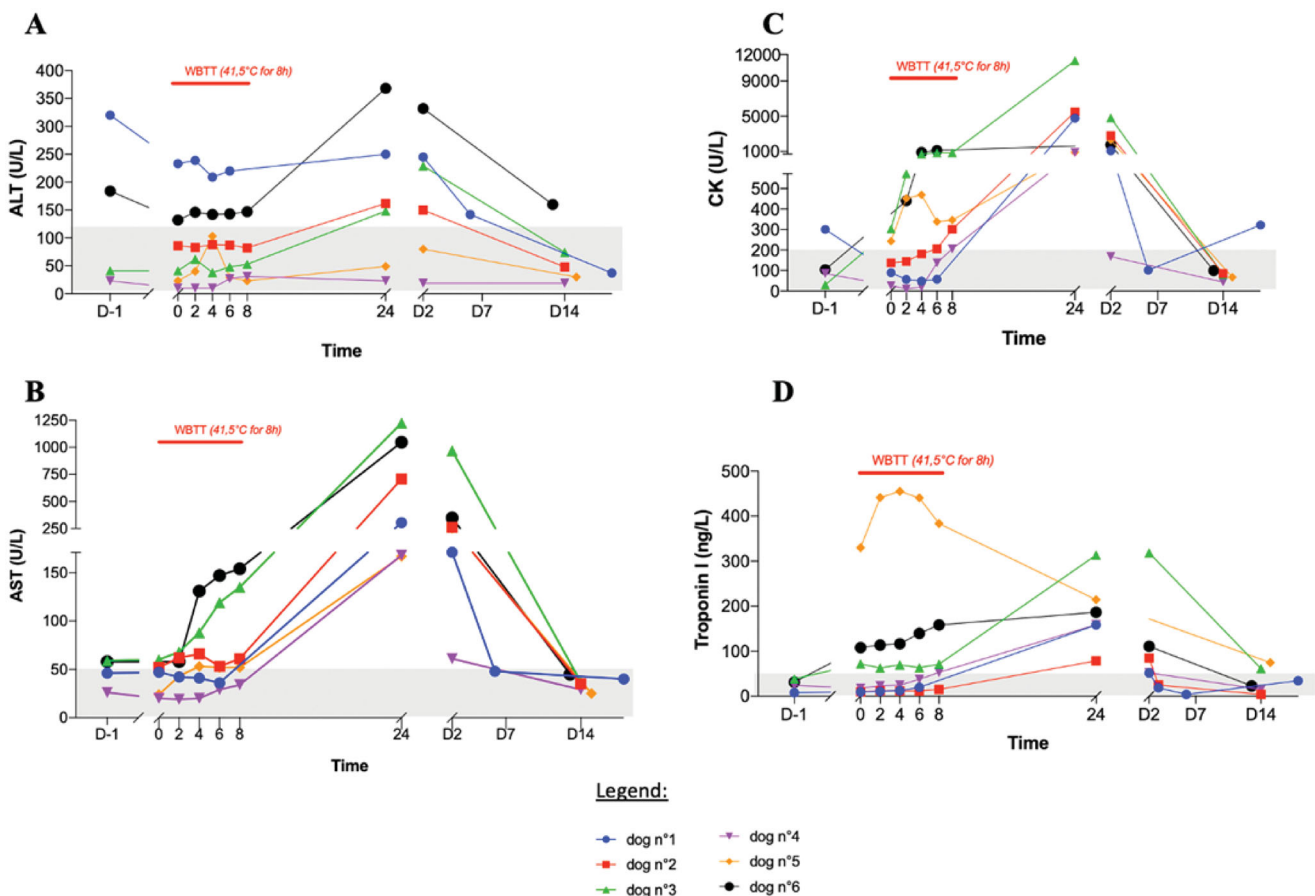 A
WBTT (41,5°C for 8h)
400
350
300
250
200
150
100
50
0
ALT (U/L)
D-1 0 2 4 6 8 24 D2 D7 D14
Time
C
WBTT (41,5°C for 8h)
12000
9000
5000
1000
500
400
300
200
100
0
CK (U/L)
D-1 0 2 4 6 8 24 D2 D7 D14
Time
B
WBTT (41,5°C for 8h)
1250
1000
750
500
250
150
100
50
0
AST (U/L)
D-1 0 2 4 6 8 24 D2 D7 D14
Time
D
WBTT (41,5°C for 8h)
500
400
300
200
100
0
Troponin I (ng/L)
D-1 0 2 4 6 8 24 D2 D7 D14
Time
Legend:
dog n°1 dog n°4
dog n°2 dog n°5
dog n°3 dog n°6